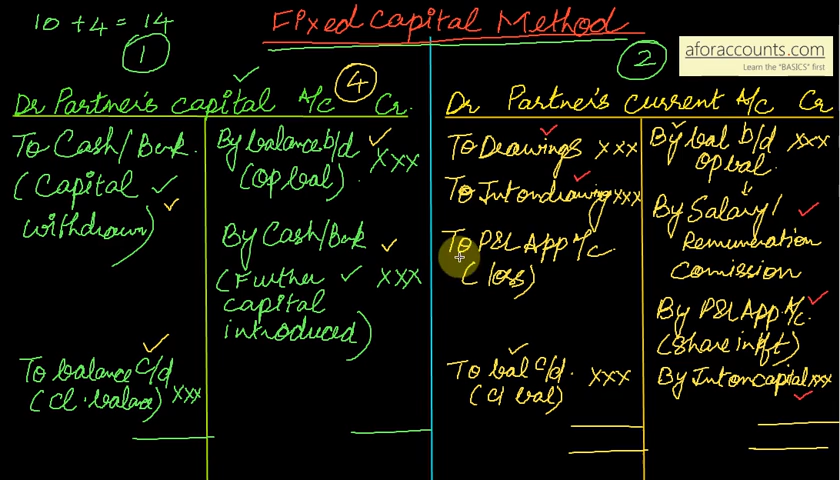 10 + 4 = 14
Fixed Capital Method
1
2
aforaccounts.com
Learn the "BASICS" first
Dr Partner's capital A/c Cr.
4
To Cash/Bank.
(Capital
withdrawn)
To balance c/d
(Cl. balance) xxx
By balance b/d
xxx
(Op bal)
By Cash/Bank
(Further xxx
capital
introduced)
Dr Partner's current A/c Cr
To Drawings xxx
To Int on drawing xxx
To P&L App A/c
(loss)
To bal c/d. xxx
(Cl bal)
By bal b/d xxx
Op bal.
By Salary/
Remuneration
Comission
By P&L App. A/c.
(Share in Pft)
By Int on capital xx